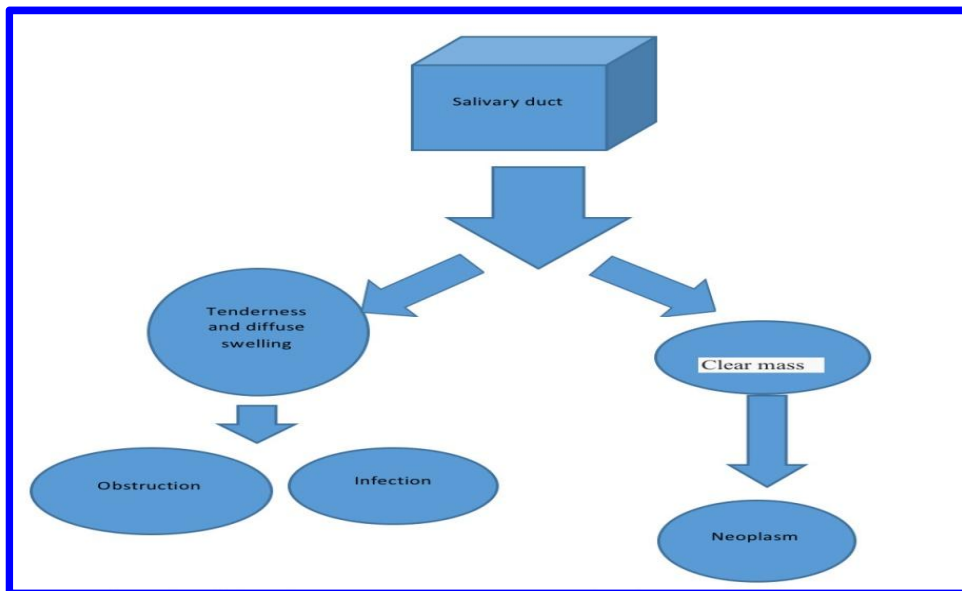 Salivary duct
Tenderness
and diffuse
swelling
Clear mass
Obstruction
Infection
Neoplasm